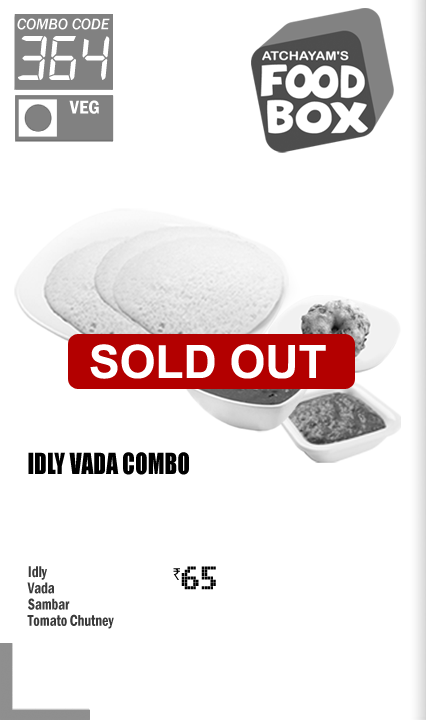 COMBO CODE
364
VEG
ATCHAYAM'S
FOOD
BOX
SOLD OUT
IDLY VADA COMBO
Idly
₹65
Vada
Sambar
Tomato Chutney